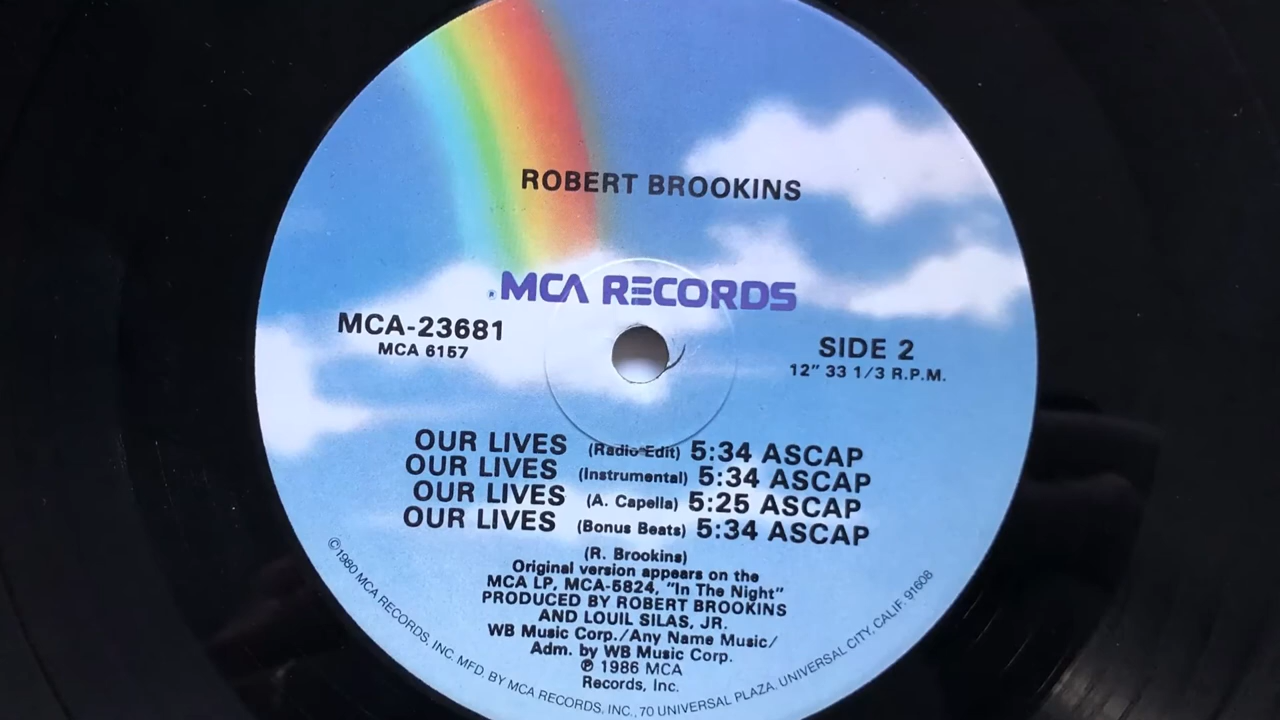 ROBERT BROOKINS
® MCA RECORDS
MCA-23681
MCA 6157
SIDE 2
12" 33 1/3 R.P.M.
OUR LIVES (Radio Edit) 5:34 ASCAP
OUR LIVES (Instrumental) 5:34 ASCAP
OUR LIVES (A. Capella) 5:25 ASCAP
OUR LIVES (Bonus Beats) 5:34 ASCAP
(R. Brookins)
Original version appears on the
MCA LP, MCA-5824, "In The Night"
PRODUCED BY ROBERT BROOKINS
AND LOUIL SILAS, JR.
WB Music Corp./Any Name Music/
Adm. by WB Music Corp.
℗ 1986 MCA
Records, Inc.
©1980 MCA RECORDS, INC. MFD. BY MCA RECORDS, INC., 70 UNIVERSAL PLAZA, UNIVERSAL CITY, CALIF. 91608